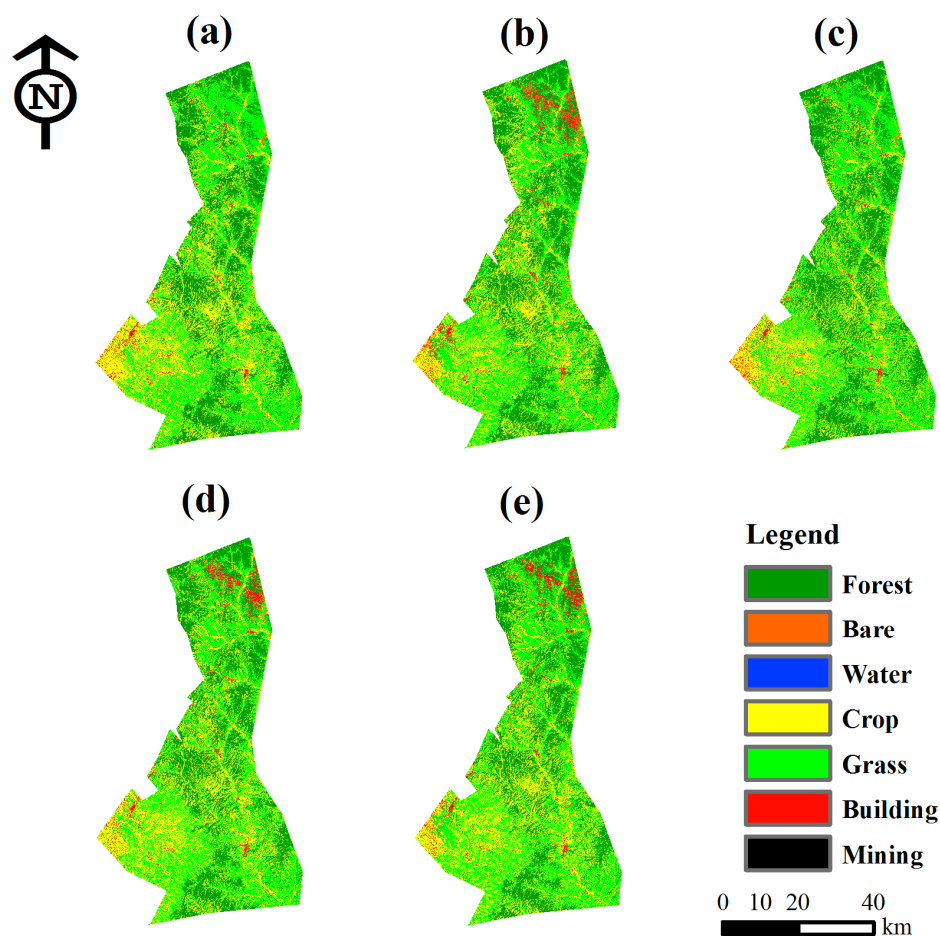 (a)
(b)
(c)
N
(d)
(e)
Legend
Forest
Bare
Water
Crop
Grass
Building
Mining
0 10 20 40
km